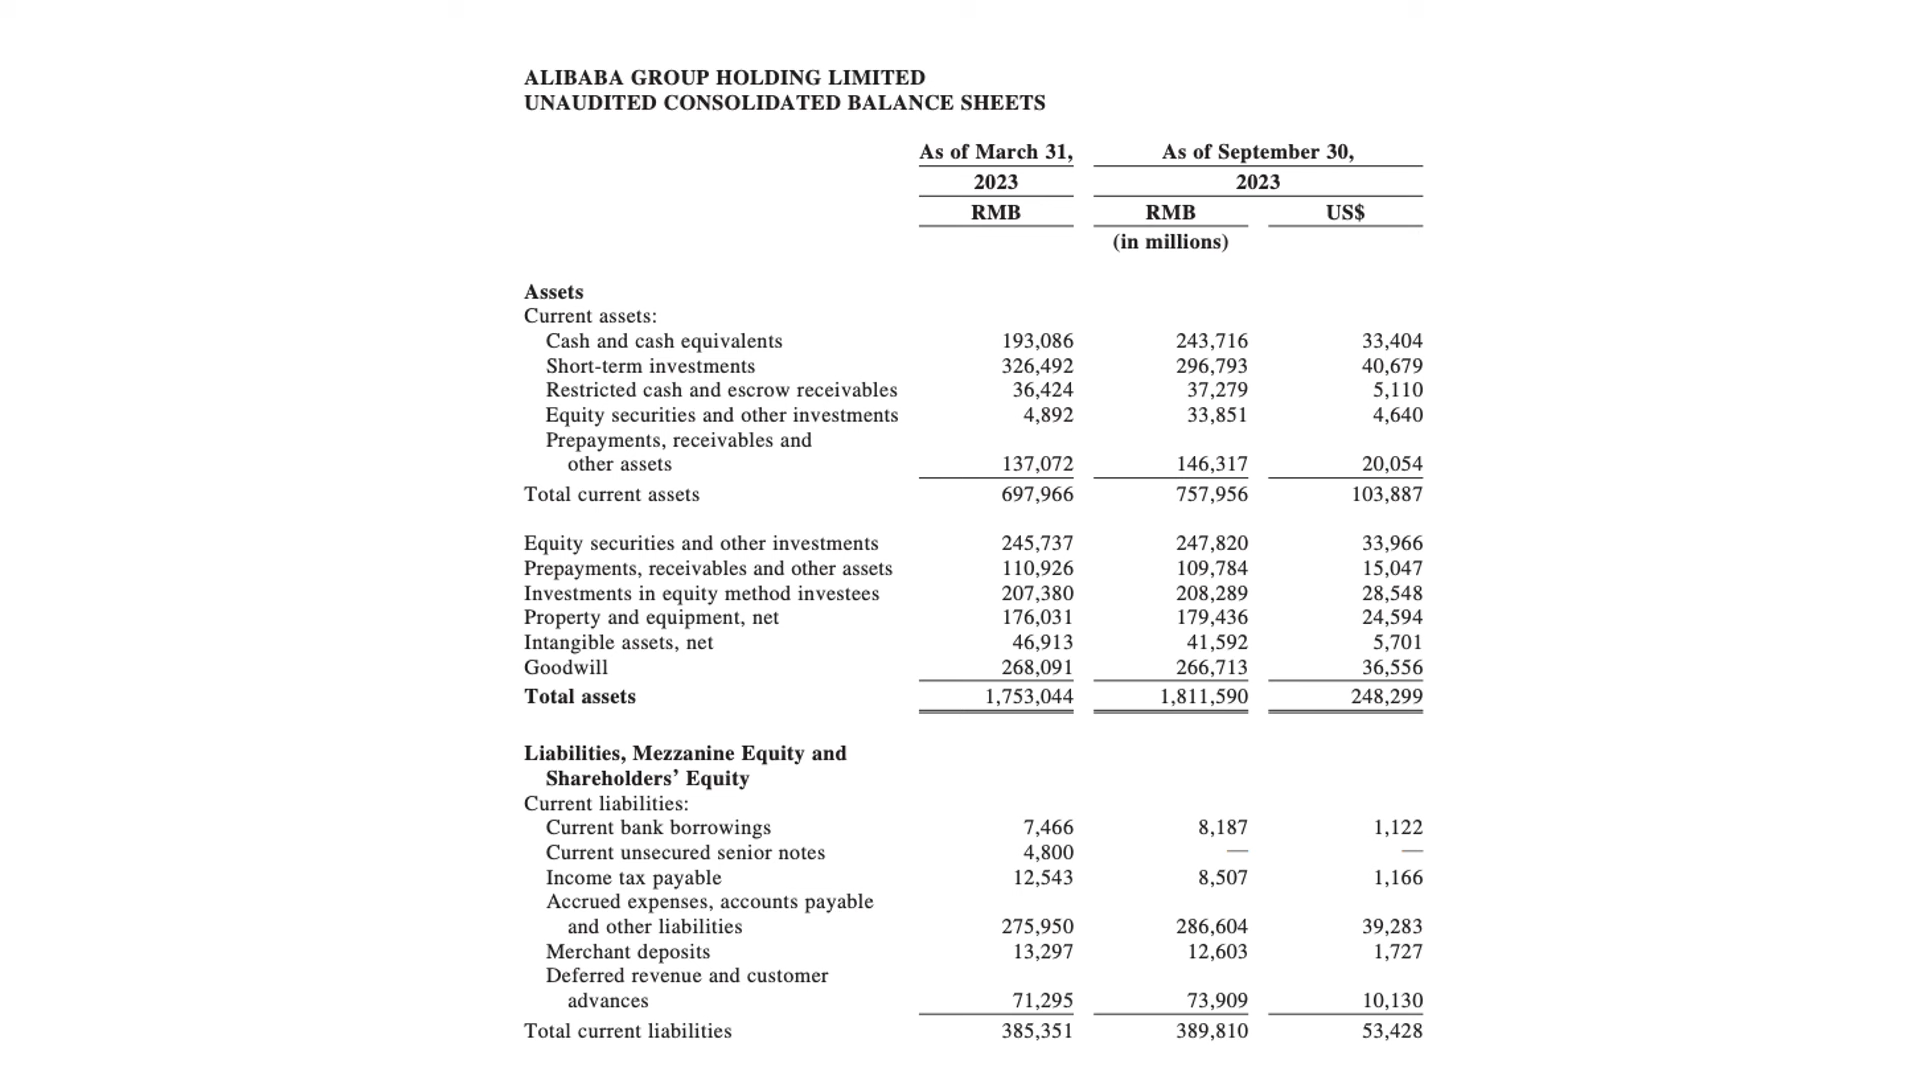 ALIBABA GROUP HOLDING LIMITED
UNAUDITED CONSOLIDATED BALANCE SHEETS
As of March 31, As of September 30,
2023 2023
RMB RMB US$
(in millions)
Assets
Current assets:
Cash and cash equivalents 193,086 243,716 33,404
Short-term investments 326,492 296,793 40,679
Restricted cash and escrow receivables 36,424 37,279 5,110
Equity securities and other investments 4,892 33,851 4,640
Prepayments, receivables and
other assets 137,072 146,317 20,054
Total current assets 697,966 757,956 103,887
Equity securities and other investments 245,737 247,820 33,966
Prepayments, receivables and other assets 110,926 109,784 15,047
Investments in equity method investees 207,380 208,289 28,548
Property and equipment, net 176,031 179,436 24,594
Intangible assets, net 46,913 41,592 5,701
Goodwill 268,091 266,713 36,556
Total assets 1,753,044 1,811,590 248,299
Liabilities, Mezzanine Equity and
Shareholders’ Equity
Current liabilities:
Current bank borrowings 7,466 8,187 1,122
Current unsecured senior notes 4,800 — —
Income tax payable 12,543 8,507 1,166
Accrued expenses, accounts payable
and other liabilities 275,950 286,604 39,283
Merchant deposits 13,297 12,603 1,727
Deferred revenue and customer
advances 71,295 73,909 10,130
Total current liabilities 385,351 389,810 53,428